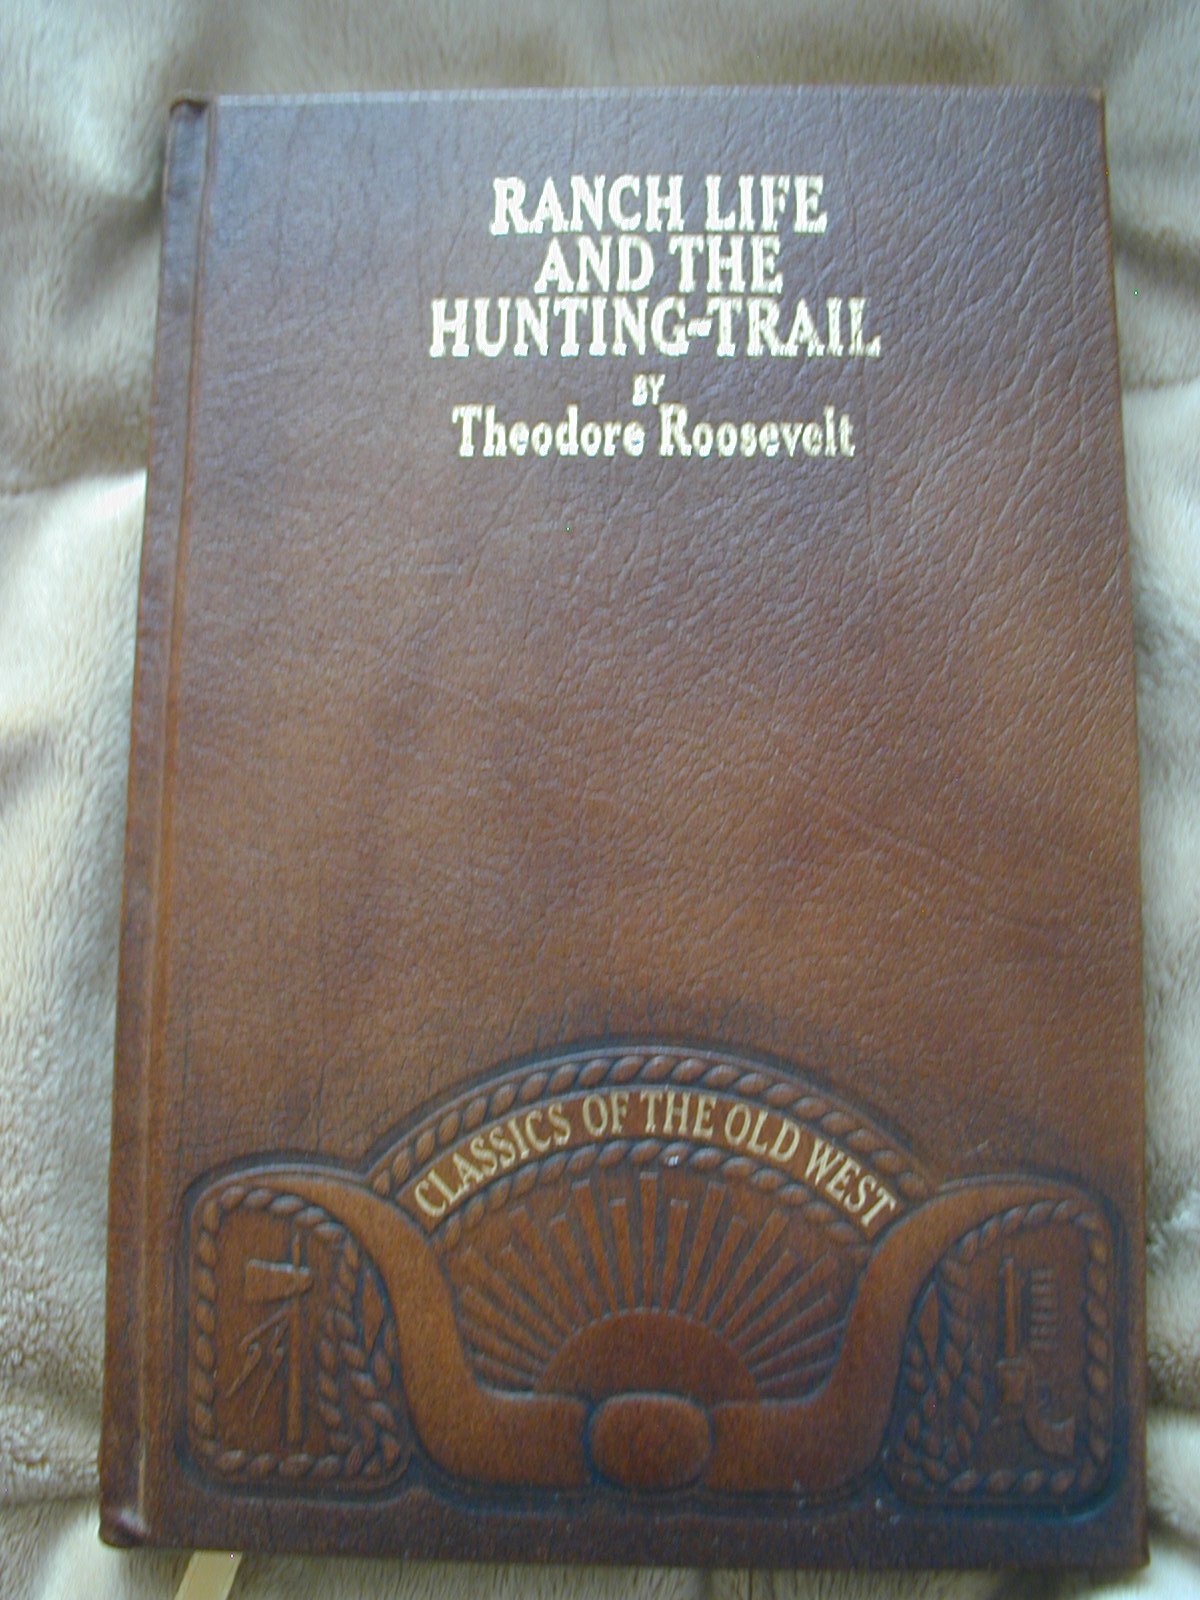 RANCH LIFE
AND THE
HUNTING-TRAIL
BY
Theodore Roosevelt
CLASSICS OF THE OLD WEST